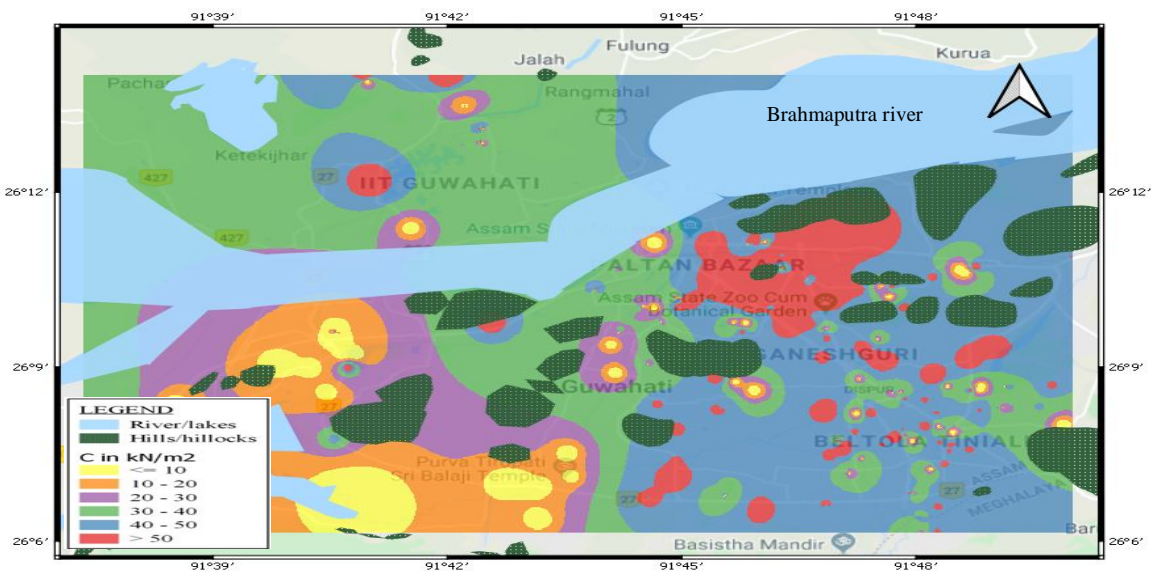 91°39′ 91°42′ 91°45′ 91°48′
Fulung
Kurua
Jalah
Pachar
Rangmahal
2
Brahmaputra river
Ketekijhar
26°12′ 26°12′
427
27
IIT GUWAHATI
Temple
Assam St
427
PALTAN BAZAAR
Assam State Zoo Cum
Botanical Garden
26°9′ 26°9′
GANESHGURI
Guwahati
DISPUR
27
BELTOLA TINIALI
Purva Tirupati
Sri Balaji Temple
ASSAM
MEGHALAYA
27
27
Bar
26°6′ 26°6′
Basistha Mandir
LEGEND
River/lakes
Hills/hillocks
C in kN/m2
<= 10
10 - 20
20 - 30
30 - 40
40 - 50
> 50
91°39′ 91°42′ 91°45′ 91°48′